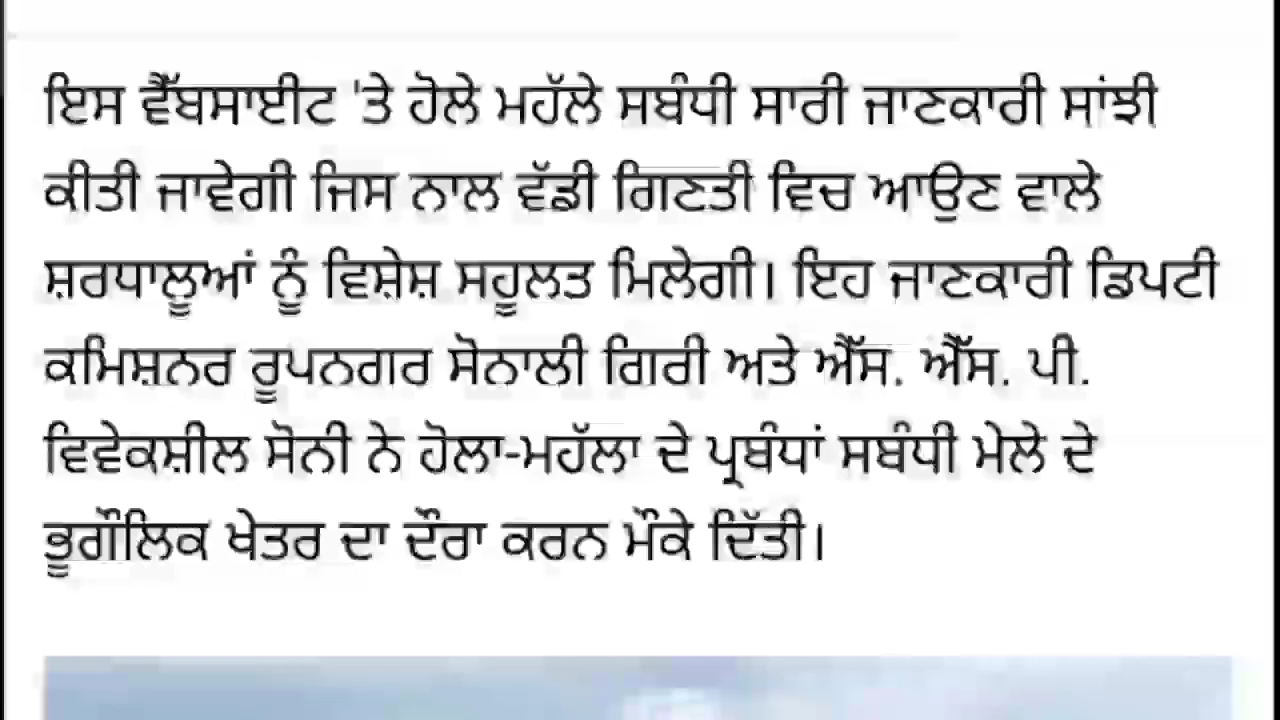 ਇਸ ਵੈੱਬਸਾਈਟ 'ਤੇ ਹੋਲੇ ਮਹੱਲੇ ਸਬੰਧੀ ਸਾਰੀ ਜਾਣਕਾਰੀ ਸਾਂਝੀ
ਕੀਤੀ ਜਾਵੇਗੀ ਜਿਸ ਨਾਲ ਵੱਡੀ ਗਿਣਤੀ ਵਿਚ ਆਉਣ ਵਾਲੇ
ਸ਼ਰਧਾਲੂਆਂ ਨੂੰ ਵਿਸ਼ੇਸ਼ ਸਹੂਲਤ ਮਿਲੇਗੀ। ਇਹ ਜਾਣਕਾਰੀ ਡਿਪਟੀ
ਕਮਿਸ਼ਨਰ ਰੂਪਨਗਰ ਸੋਨਾਲੀ ਗਿਰੀ ਅਤੇ ਐੱਸ. ਐੱਸ. ਪੀ.
ਵਿਵੇਕਸ਼ੀਲ ਸੋਨੀ ਨੇ ਹੋਲਾ-ਮਹੱਲਾ ਦੇ ਪ੍ਰਬੰਧਾਂ ਸਬੰਧੀ ਮੇਲੇ ਦੇ
ਭੂਗੌਲਿਕ ਖੇਤਰ ਦਾ ਦੌਰਾ ਕਰਨ ਮੌਕੇ ਦਿੱਤੀ।